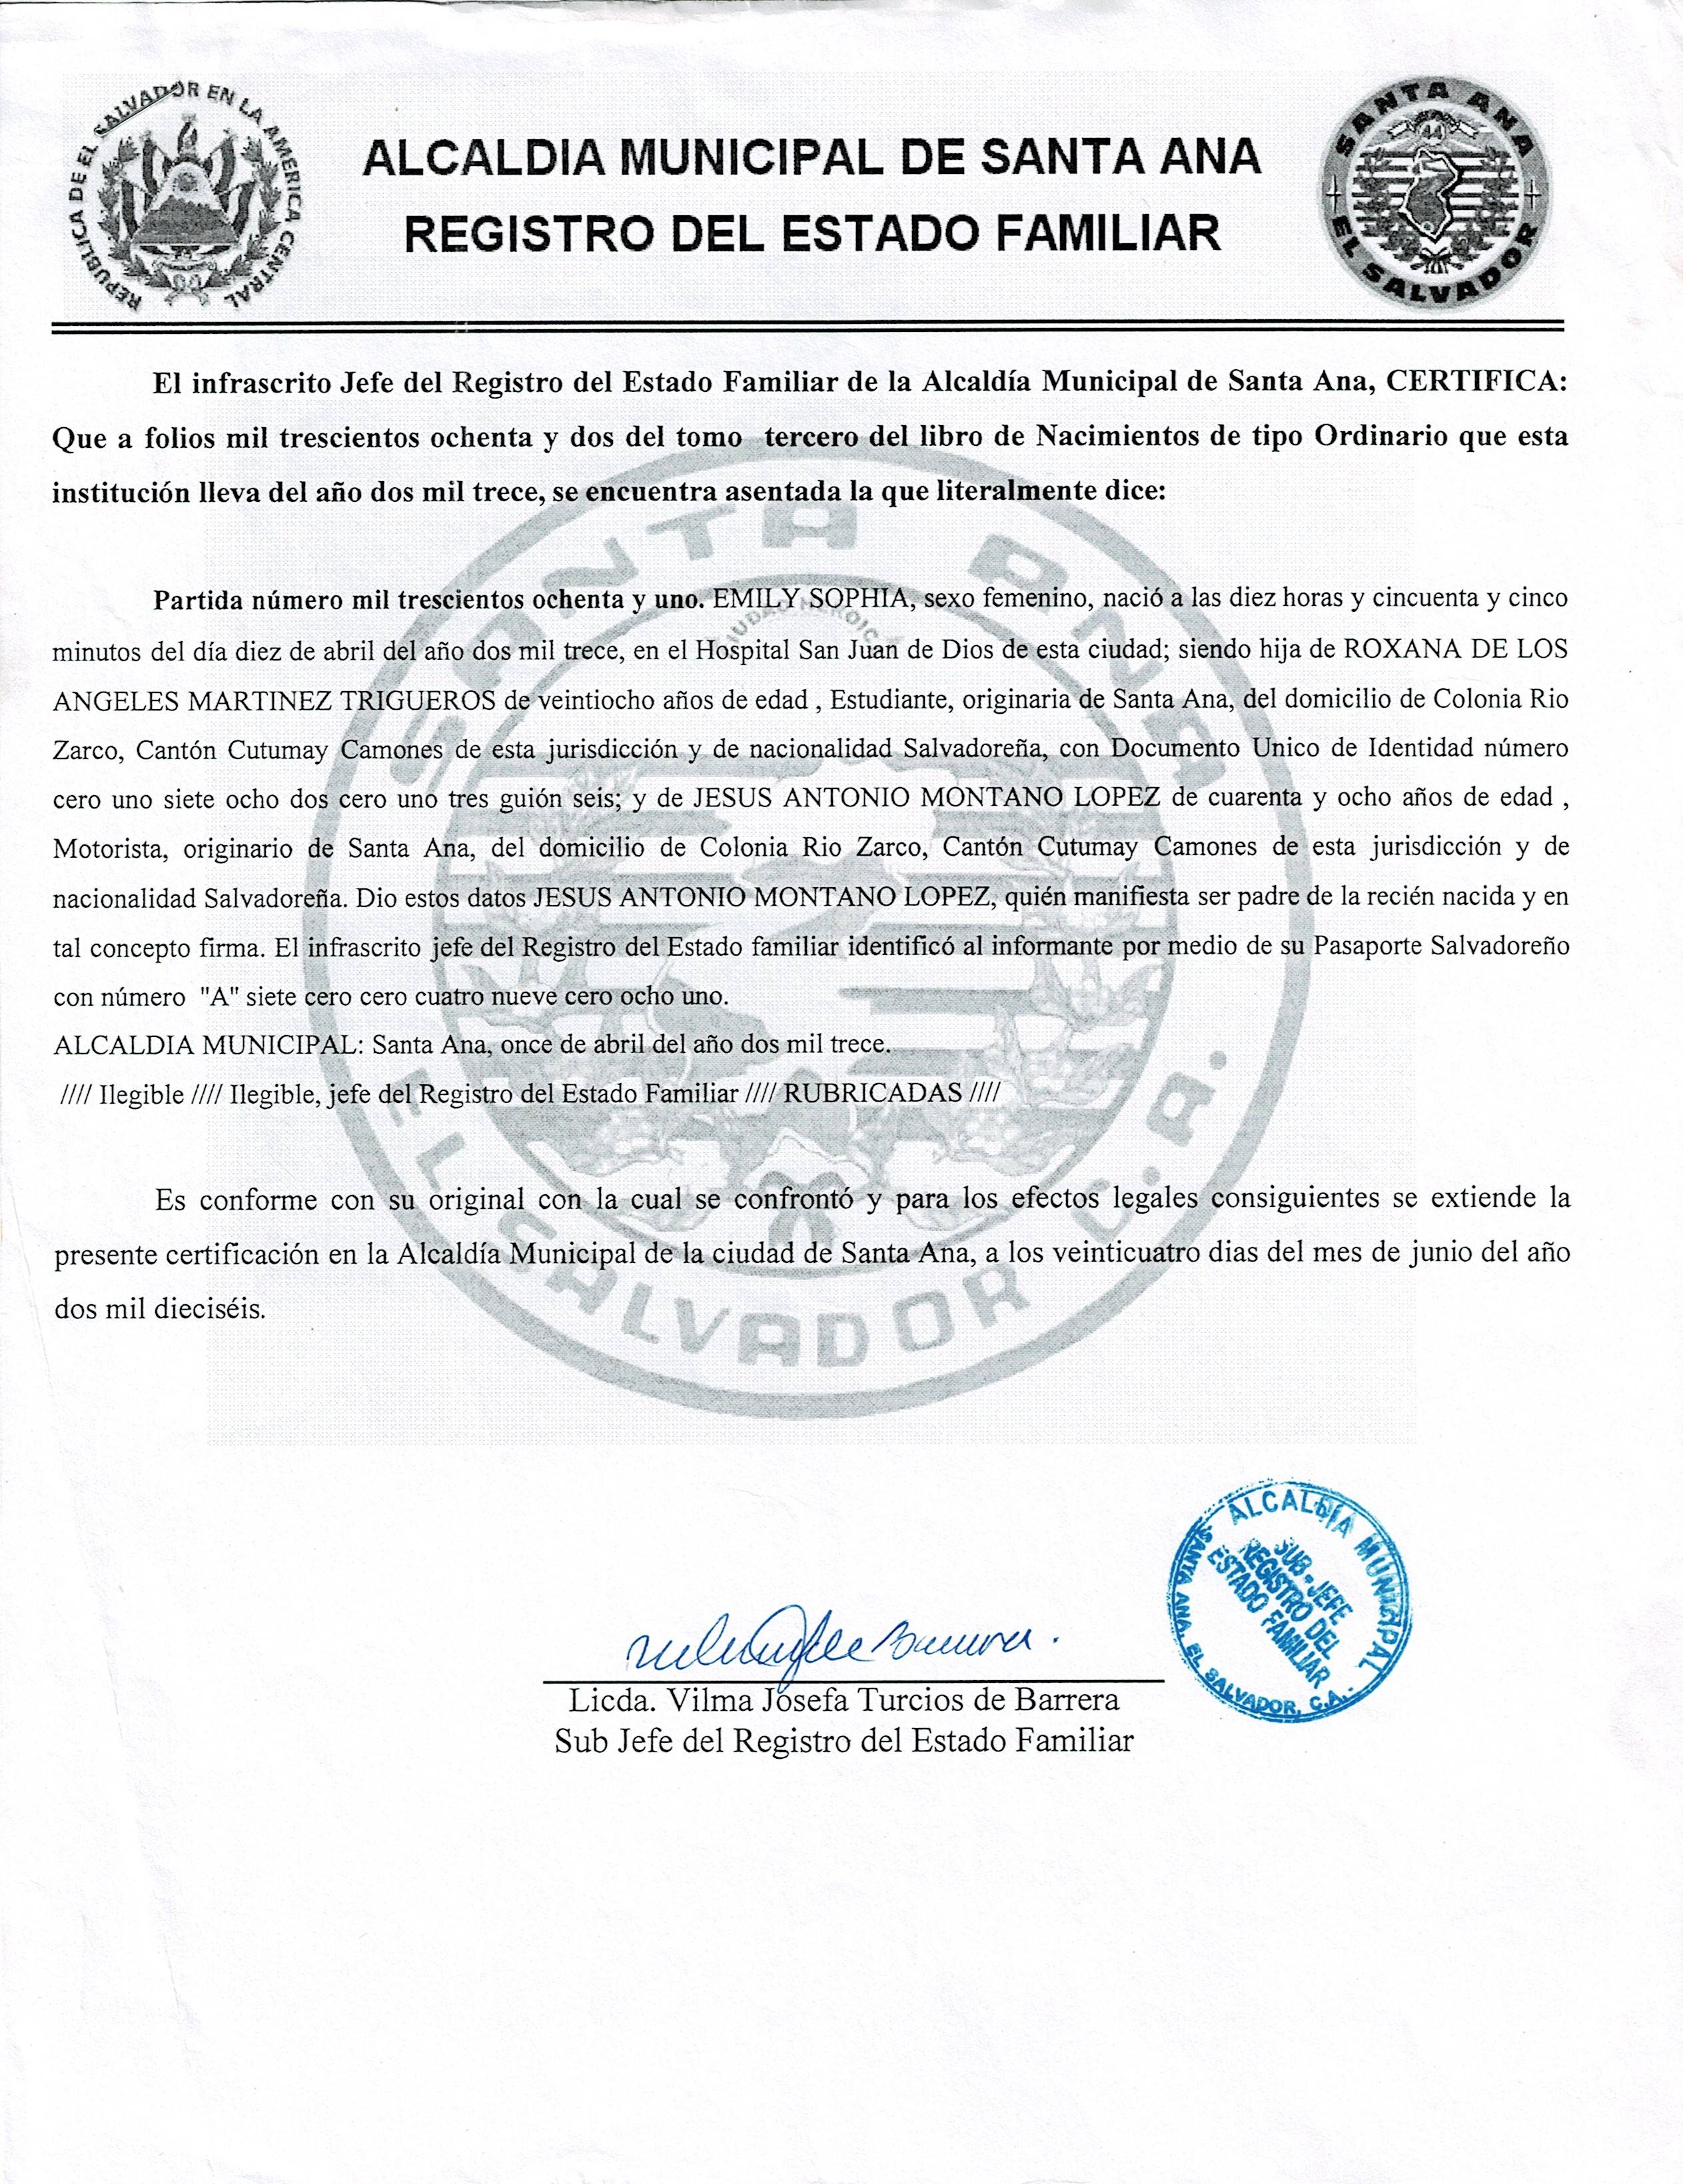 REPUBLICA DE EL SALVADOR EN LA AMERICA CENTRAL
ALCALDIA MUNICIPAL DE SANTA ANA
REGISTRO DEL ESTADO FAMILIAR
SANTA ANA
44
EL SALVADOR
El infrascrito Jefe del Registro del Estado Familiar de la Alcaldía Municipal de Santa Ana, CERTIFICA:
Que a folios mil trescientos ochenta y dos del tomo tercero del libro de Nacimientos de tipo Ordinario que esta
institución lleva del año dos mil trece, se encuentra asentada la que literalmente dice:
Partida número mil trescientos ochenta y uno. EMILY SOPHIA, sexo femenino, nació a las diez horas y cincuenta y cinco
minutos del día diez de abril del año dos mil trece, en el Hospital San Juan de Dios de esta ciudad; siendo hija de ROXANA DE LOS
ANGELES MARTINEZ TRIGUEROS de veintiocho años de edad , Estudiante, originaria de Santa Ana, del domicilio de Colonia Rio
Zarco, Cantón Cutumay Camones de esta jurisdicción y de nacionalidad Salvadoreña, con Documento Unico de Identidad número
cero uno siete ocho dos cero uno tres guión seis; y de JESUS ANTONIO MONTANO LOPEZ de cuarenta y ocho años de edad ,
Motorista, originario de Santa Ana, del domicilio de Colonia Rio Zarco, Cantón Cutumay Camones de esta jurisdicción y de
nacionalidad Salvadoreña. Dio estos datos JESUS ANTONIO MONTANO LOPEZ, quién manifiesta ser padre de la recién nacida y en
tal concepto firma. El infrascrito jefe del Registro del Estado familiar identificó al informante por medio de su Pasaporte Salvadoreño
con número "A" siete cero cero cuatro nueve cero ocho uno.
ALCALDIA MUNICIPAL: Santa Ana, once de abril del año dos mil trece.
//// Ilegible //// Ilegible, jefe del Registro del Estado Familiar //// RUBRICADAS ////
Es conforme con su original con la cual se confrontó y para los efectos legales consiguientes se extiende la
presente certificación en la Alcaldía Municipal de la ciudad de Santa Ana, a los veinticuatro dias del mes de junio del año
dos mil dieciséis.
SANTA ANA
EL SALVADOR C.A.
ALCALDIA MUNICIPAL
SUB - JEFE
REGISTRO DEL
ESTADO FAMILIAR
SANTA ANA, EL SALVADOR, C.A.
Licda. Vilma Josefa Turcios de Barrera
Sub Jefe del Registro del Estado Familiar